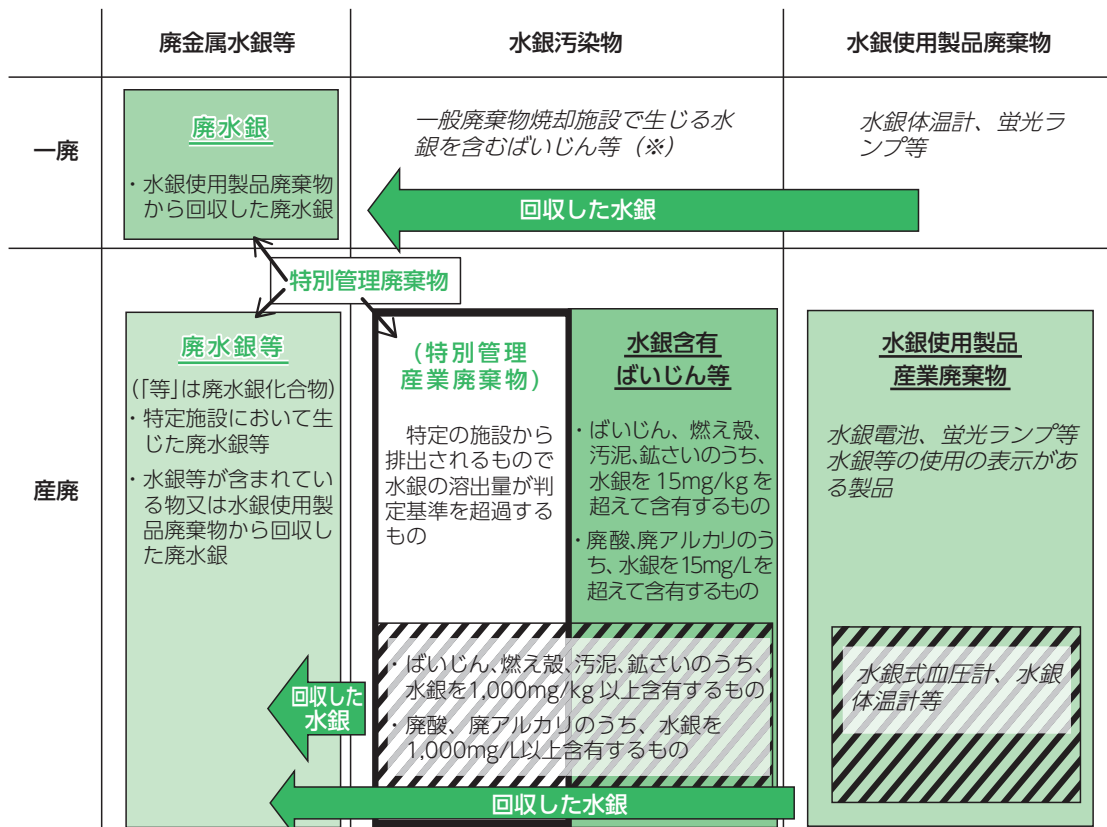 廃金属水銀等
水銀汚染物
水銀使用製品廃棄物
一廃
廃水銀
・水銀使用製品廃棄物
から回収した廃水銀
一般廃棄物焼却施設で生じる水
銀を含むばいじん等（※）
水銀体温計、蛍光ラ
ンプ等
回収した水銀
特別管理廃棄物
産廃
廃水銀等
(「等」は廃水銀化合物)
・特定施設において生
じた廃水銀等
・水銀等が含まれてい
る物又は水銀使用製
品廃棄物から回収し
た廃水銀
(特別管理
産業廃棄物)
特定の施設から
排出されるもので
水銀の溶出量が判
定基準を超過する
もの
水銀含有
ばいじん等
・ばいじん、燃え殻、
汚泥、鉱さいのうち、
水銀を15mg/kgを
超えて含有するもの
・廃酸、廃アルカリのう
ち、水銀を15mg/Lを
超えて含有するもの
水銀使用製品
産業廃棄物
水銀電池、蛍光ランプ等
水銀等の使用の表示があ
る製品
・ばいじん、燃え殻、汚泥、鉱さいのうち、
水銀を1,000mg/kg以上含有するもの
・廃酸、廃アルカリのうち、水銀を
1,000mg/L以上含有するもの
水銀式血圧計、水銀
体温計等
回収した
水銀
回収した水銀